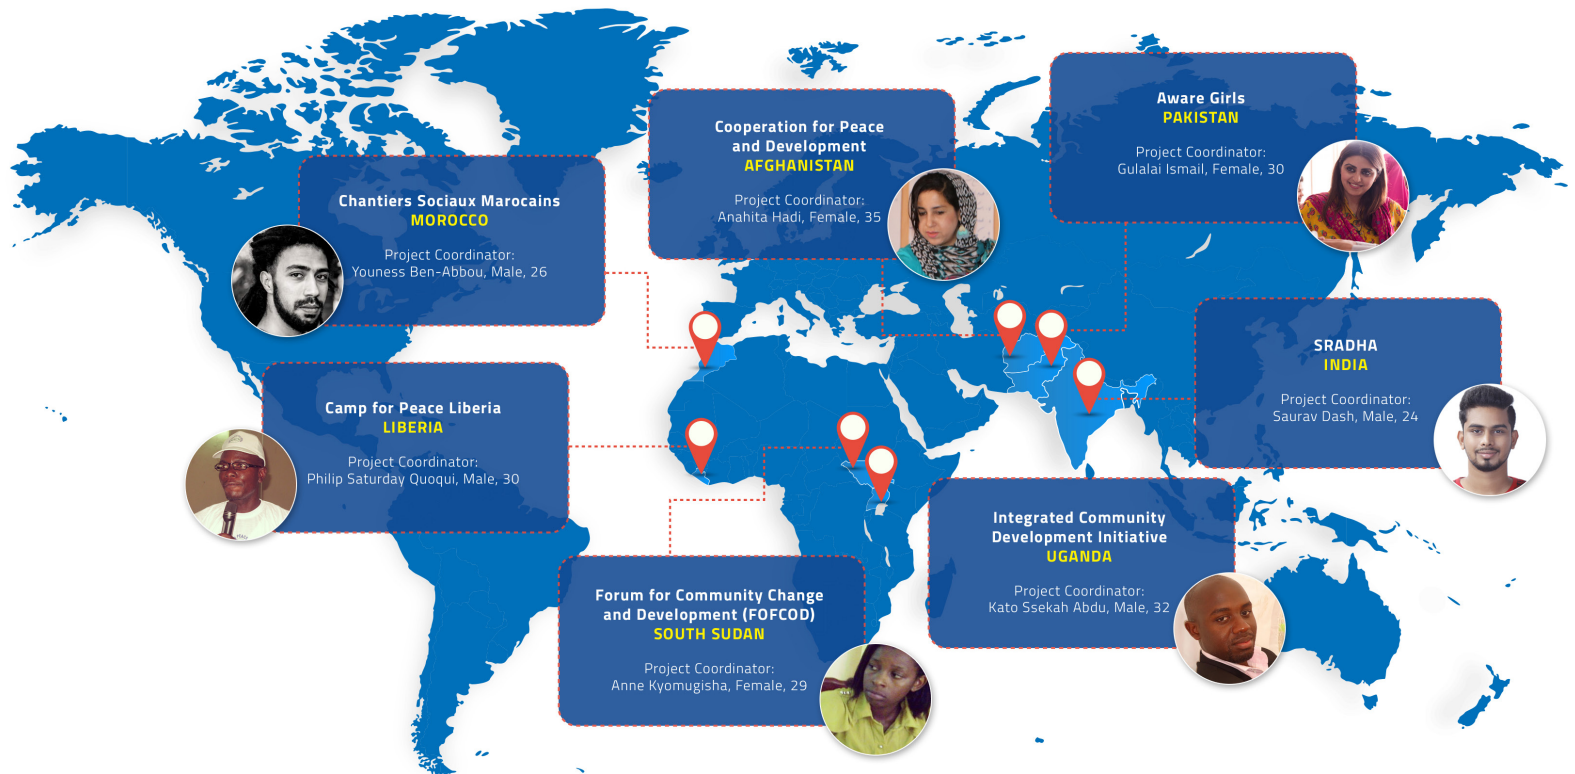 Cooperation for Peace
and Development
AFGHANISTAN
Project Coordinator:
Anahita Hadi, Female, 35
Aware Girls
PAKISTAN
Project Coordinator:
Gulalai Ismail, Female, 30
Chantiers Sociaux Marocains
MOROCCO
Project Coordinator:
Youness Ben-Abbou, Male, 26
SRADHA
INDIA
Project Coordinator:
Saurav Dash, Male, 24
Camp for Peace Liberia
LIBERIA
Project Coordinator:
Philip Saturday Quoqui, Male, 30
Integrated Community
Development Initiative
UGANDA
Project Coordinator:
Kato Ssekah Abdu, Male, 32
Forum for Community Change
and Development (FOFCOD)
SOUTH SUDAN
Project Coordinator:
Anne Kyomugisha, Female, 29